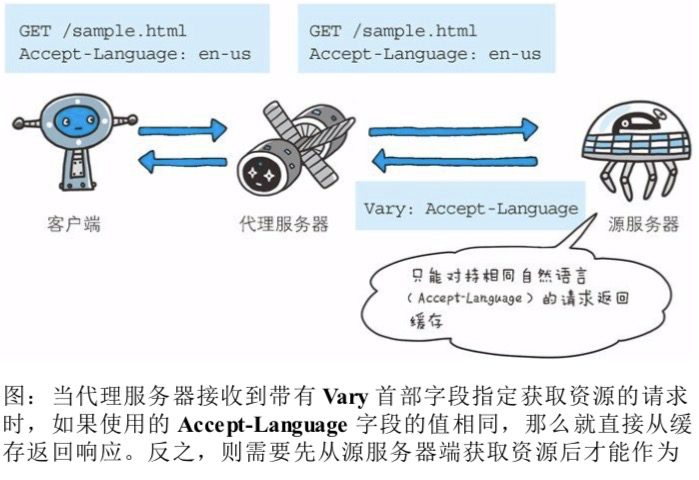 GET /sample.html
Accept-Language: en-us
GET /sample.html
Accept-Language: en-us
客户端
代理服务器
Vary: Accept-Language
源服务器
只能对持相同自然语言
(Accept-Language)的请求返回
缓存
图：当代理服务器接收到带有 Vary 首部字段指定获取资源的请求
时，如果使用的 Accept-Language 字段的值相同，那么就直接从缓
存返回响应。反之，则需要先从源服务器端获取资源后才能作为